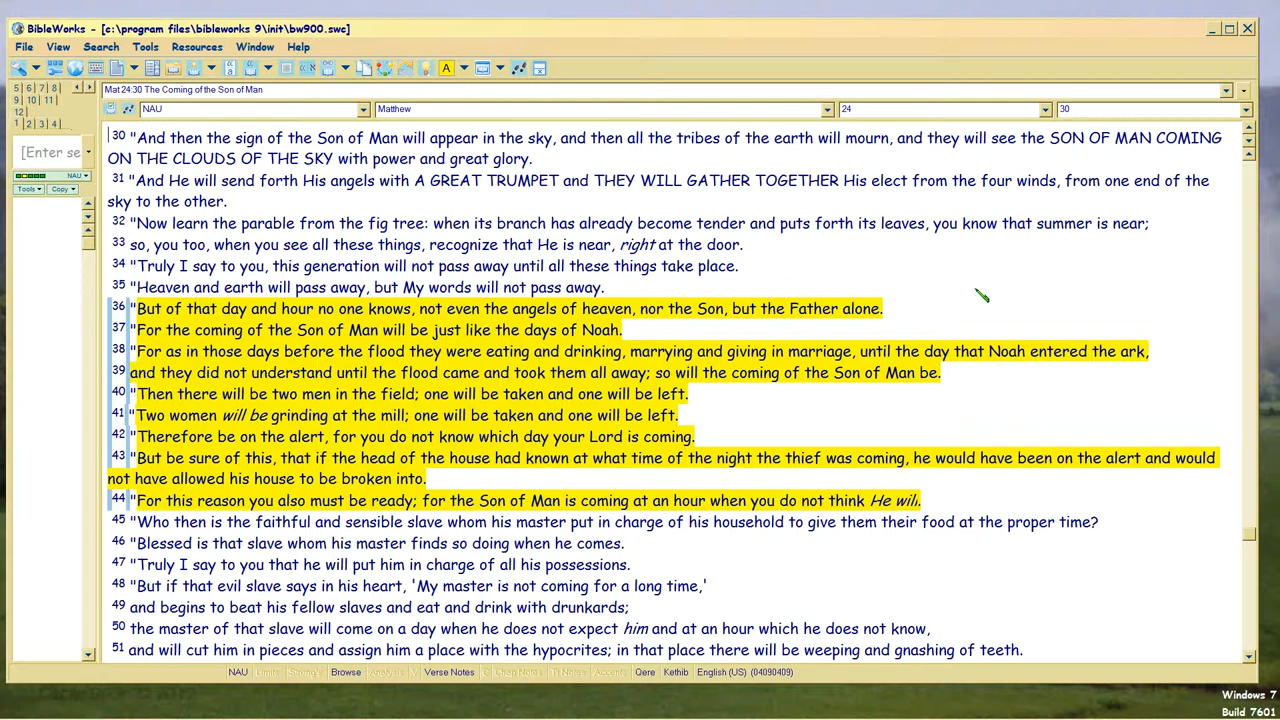 BibleWorks - [c:\program files\bibleworks 9\init\bw900.swc]
File View Search Tools Resources Window Help
5 | 6 | 7 | 8 |
9 | 10 | 11 |
12 |
1 | 2 | 3 | 4 |
Mat 24:30 The Coming of the Son of Man
NAU Matthew 24 30
[Enter se
NAU
Tools Copy
30 "And then the sign of the Son of Man will appear in the sky, and then all the tribes of the earth will mourn, and they will see the SON OF MAN COMING
ON THE CLOUDS OF THE SKY with power and great glory.
31 "And He will send forth His angels with A GREAT TRUMPET and THEY WILL GATHER TOGETHER His elect from the four winds, from one end of the
sky to the other.
32 "Now learn the parable from the fig tree: when its branch has already become tender and puts forth its leaves, you know that summer is near;
33 so, you too, when you see all these things, recognize that He is near, right at the door.
34 "Truly I say to you, this generation will not pass away until all these things take place.
35 "Heaven and earth will pass away, but My words will not pass away.
36 "But of that day and hour no one knows, not even the angels of heaven, nor the Son, but the Father alone.
37 "For the coming of the Son of Man will be just like the days of Noah.
38 "For as in those days before the flood they were eating and drinking, marrying and giving in marriage, until the day that Noah entered the ark,
39 and they did not understand until the flood came and took them all away; so will the coming of the Son of Man be.
40 "Then there will be two men in the field; one will be taken and one will be left.
41 "Two women will be grinding at the mill; one will be taken and one will be left.
42 "Therefore be on the alert, for you do not know which day your Lord is coming.
43 "But be sure of this, that if the head of the house had known at what time of the night the thief was coming, he would have been on the alert and would
not have allowed his house to be broken into.
44 "For this reason you also must be ready; for the Son of Man is coming at an hour when you do not think He will.
45 "Who then is the faithful and sensible slave whom his master put in charge of his household to give them their food at the proper time?
46 "Blessed is that slave whom his master finds so doing when he comes.
47 "Truly I say to you that he will put him in charge of all his possessions.
48 "But if that evil slave says in his heart, 'My master is not coming for a long time,'
49 and begins to beat his fellow slaves and eat and drink with drunkards;
50 the master of that slave will come on a day when he does not expect him and at an hour which he does not know,
51 and will cut him in pieces and assign him a place with the hypocrites; in that place there will be weeping and gnashing of teeth.
NAU Limits Strong's Browse Analysis V Verse Notes C Chap Notes T Notes Accents Qere Kethib English (US) (04090409)
Windows 7
Build 7601